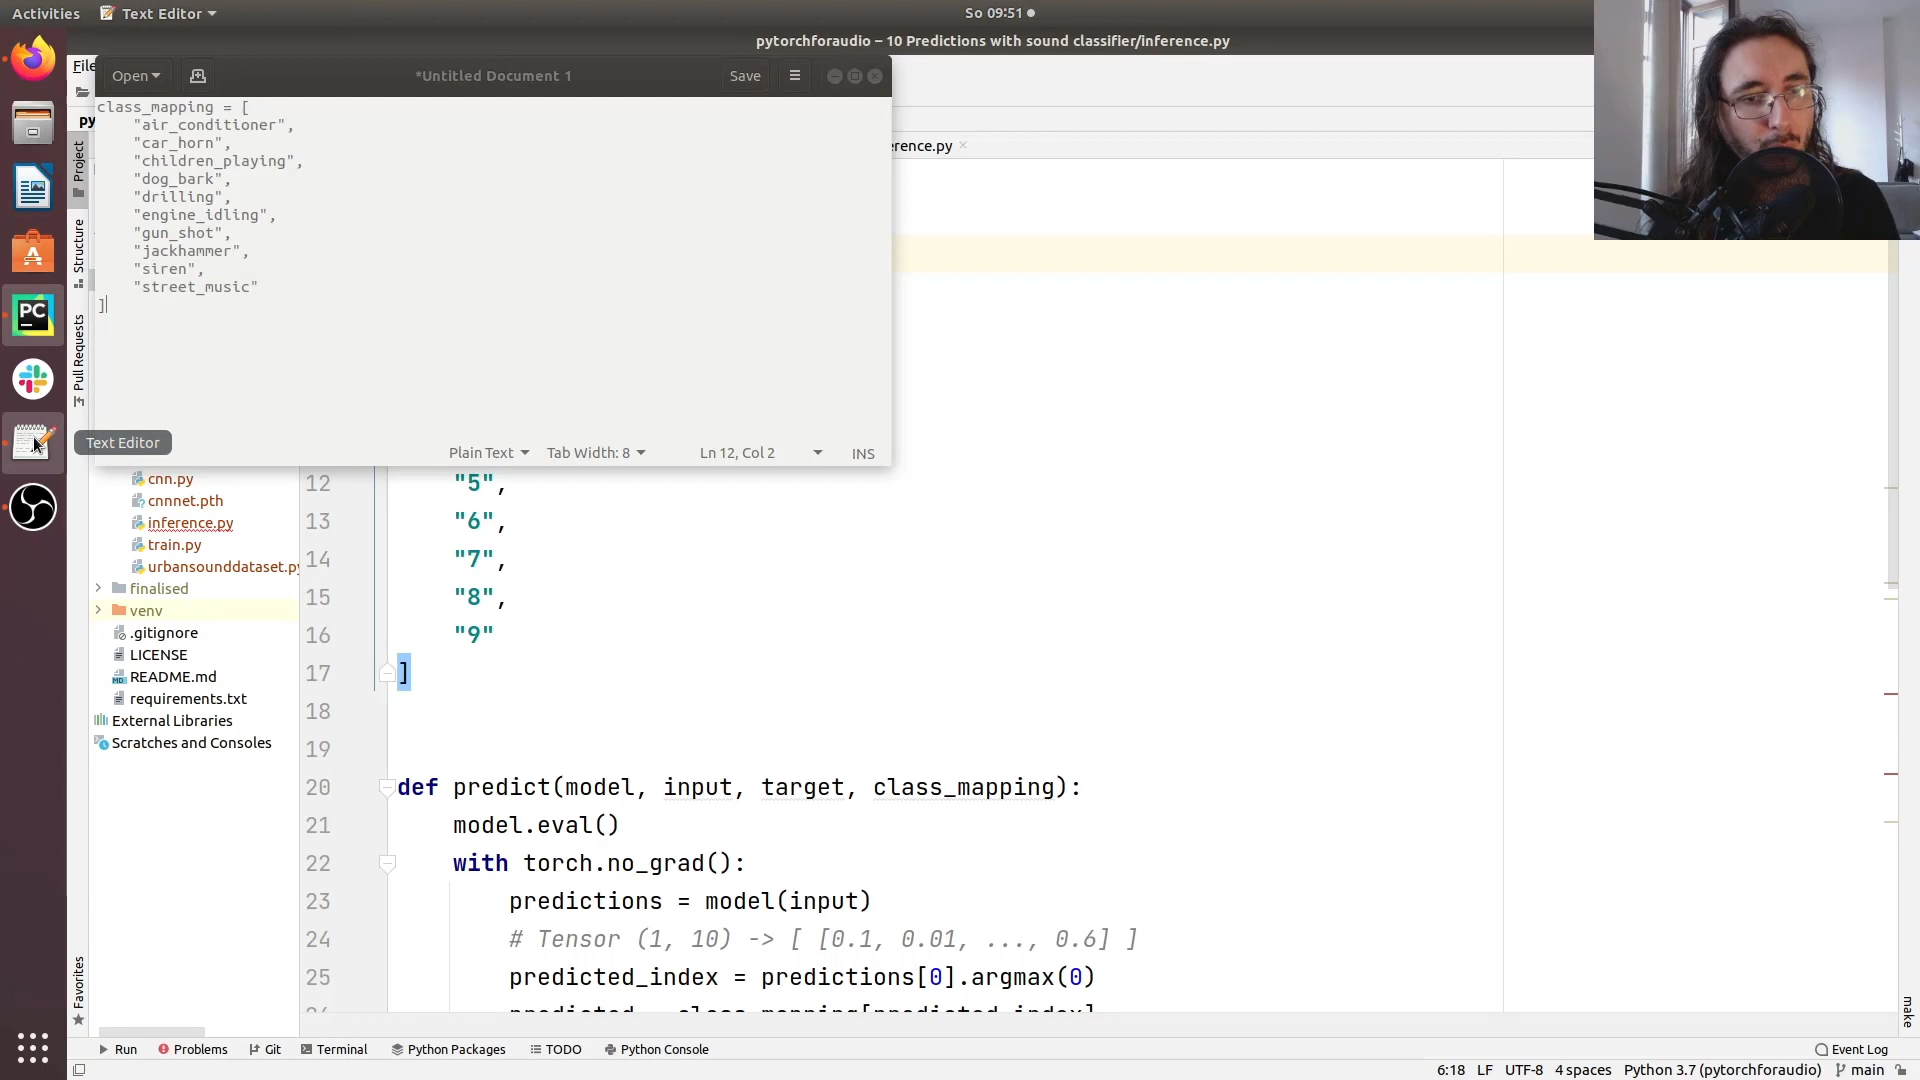 Activities
Text Editor
So 09:51
pytorchforaudio – 10 Predictions with sound classifier/inference.py
File
Open
*Untitled Document 1
Save
class_mapping = [
"air_conditioner",
"car_horn",
"children_playing",
"dog_bark",
"drilling",
"engine_idling",
"gun_shot",
"jackhammer",
"siren",
"street_music"
]
Plain Text
Tab Width: 8
Ln 12, Col 2
INS
Text Editor
py
erence.py
Project
Structure
Pull Requests
Favorites
PC
cnn.py
cnnnet.pth
inference.py
train.py
urbansounddataset.py
finalised
venv
.gitignore
LICENSE
README.md
requirements.txt
External Libraries
Scratches and Consoles
12 "5",
13 "6",
14 "7",
15 "8",
16 "9"
17 ]
18
19
20 def predict(model, input, target, class_mapping):
21 model.eval()
22 with torch.no_grad():
23 predictions = model(input)
24 # Tensor (1, 10) -> [ [0.1, 0.01, ..., 0.6] ]
25 predicted_index = predictions[0].argmax(0)
make
Run
Problems
Git
Terminal
Python Packages
TODO
Python Console
Event Log
6:18
LF
UTF-8
4 spaces
Python 3.7 (pytorchforaudio)
main